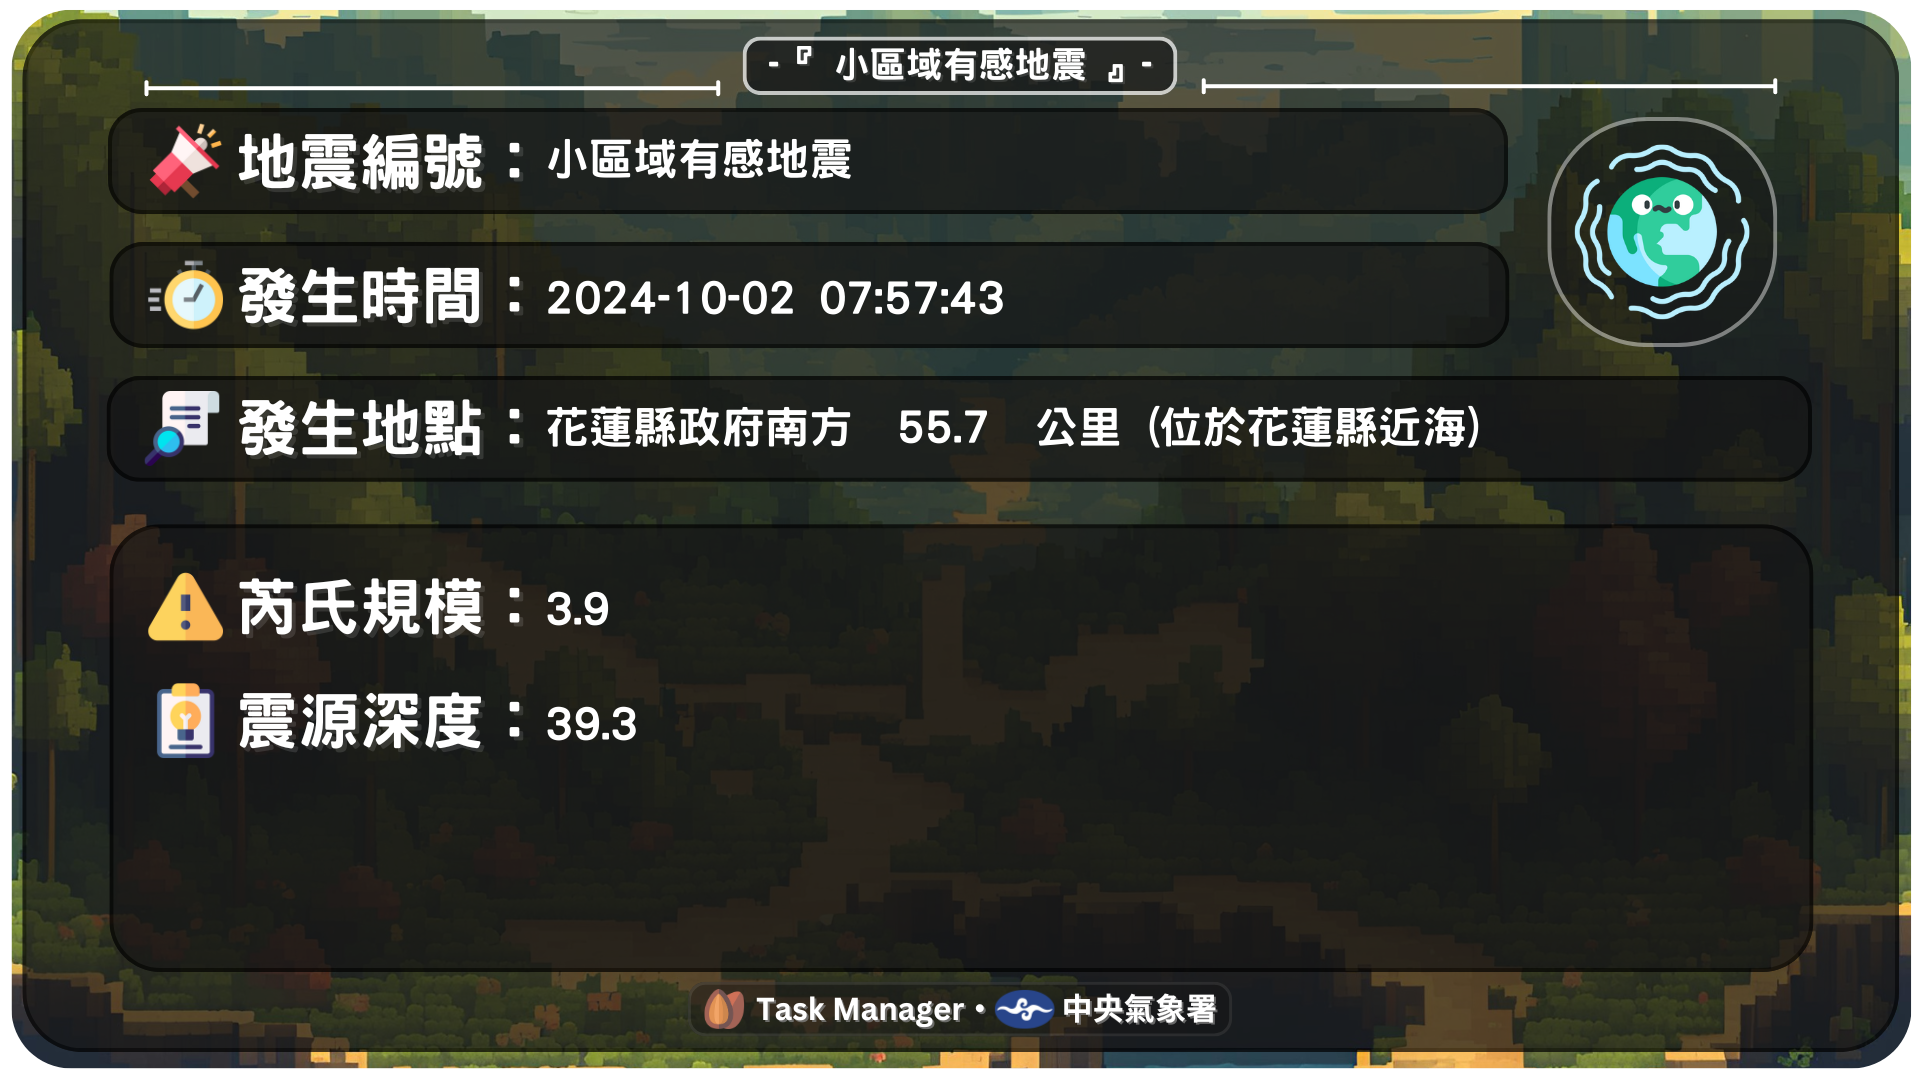 -『 小區域有感地震 』-
地震編號：小區域有感地震
發生時間：2024-10-02 07:57:43
發生地點：花蓮縣政府南方 55.7 公里 (位於花蓮縣近海)
芮氏規模：3.9
震源深度：39.3
Task Manager・中央氣象署